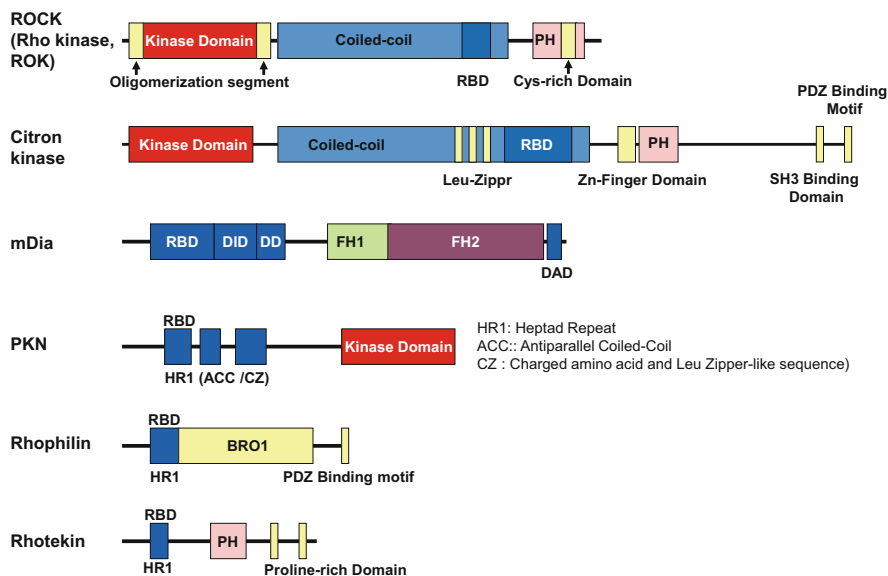 ROCK
(Rho kinase,
ROK)
Kinase Domain
Coiled-coil
PH
Oligomerization segment
RBD
Cys-rich Domain
PDZ Binding
Motif
Citron
kinase
Kinase Domain
Coiled-coil
RBD
PH
Leu-Zippr
Zn-Finger Domain
SH3 Binding
Domain
mDia
RBD
DID
DD
FH1
FH2
DAD
PKN
RBD
Kinase Domain
HR1 (ACC /CZ)
HR1: Heptad Repeat
ACC:: Antiparallel Coiled-Coil
CZ : Charged amino acid and Leu Zipper-like sequence)
Rhophilin
RBD
BRO1
HR1
PDZ Binding motif
Rhotekin
RBD
PH
HR1
Proline-rich Domain